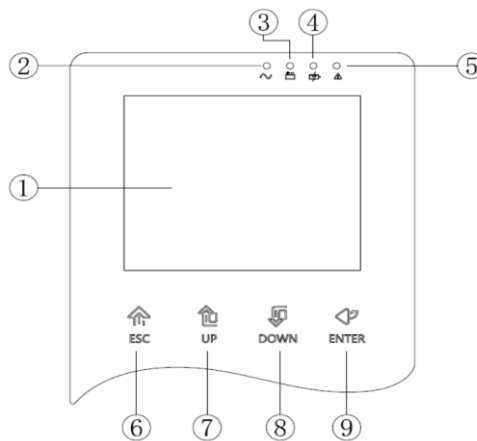 ③ ④
② ⑤
①
ESC UP DOWN ENTER
⑥ ⑦ ⑧ ⑨